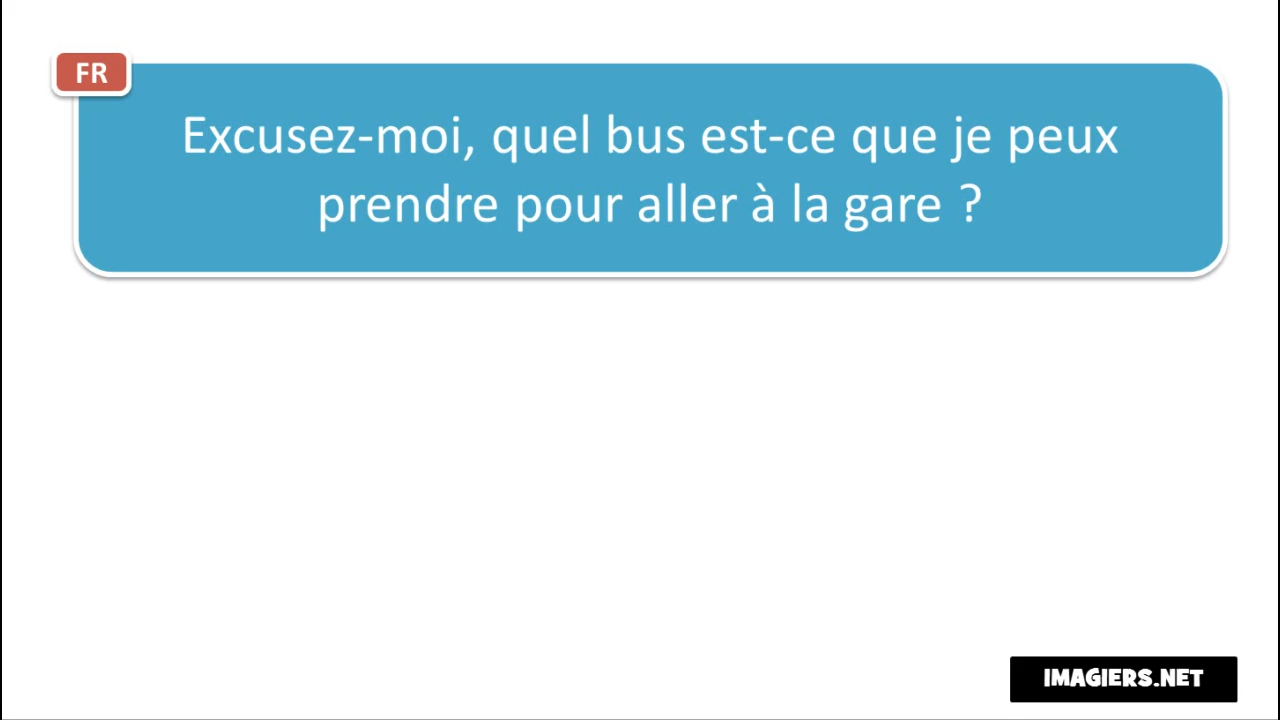 FR
Excusez-moi, quel bus est-ce que je peux
prendre pour aller à la gare ?
IMAGIERS.NET